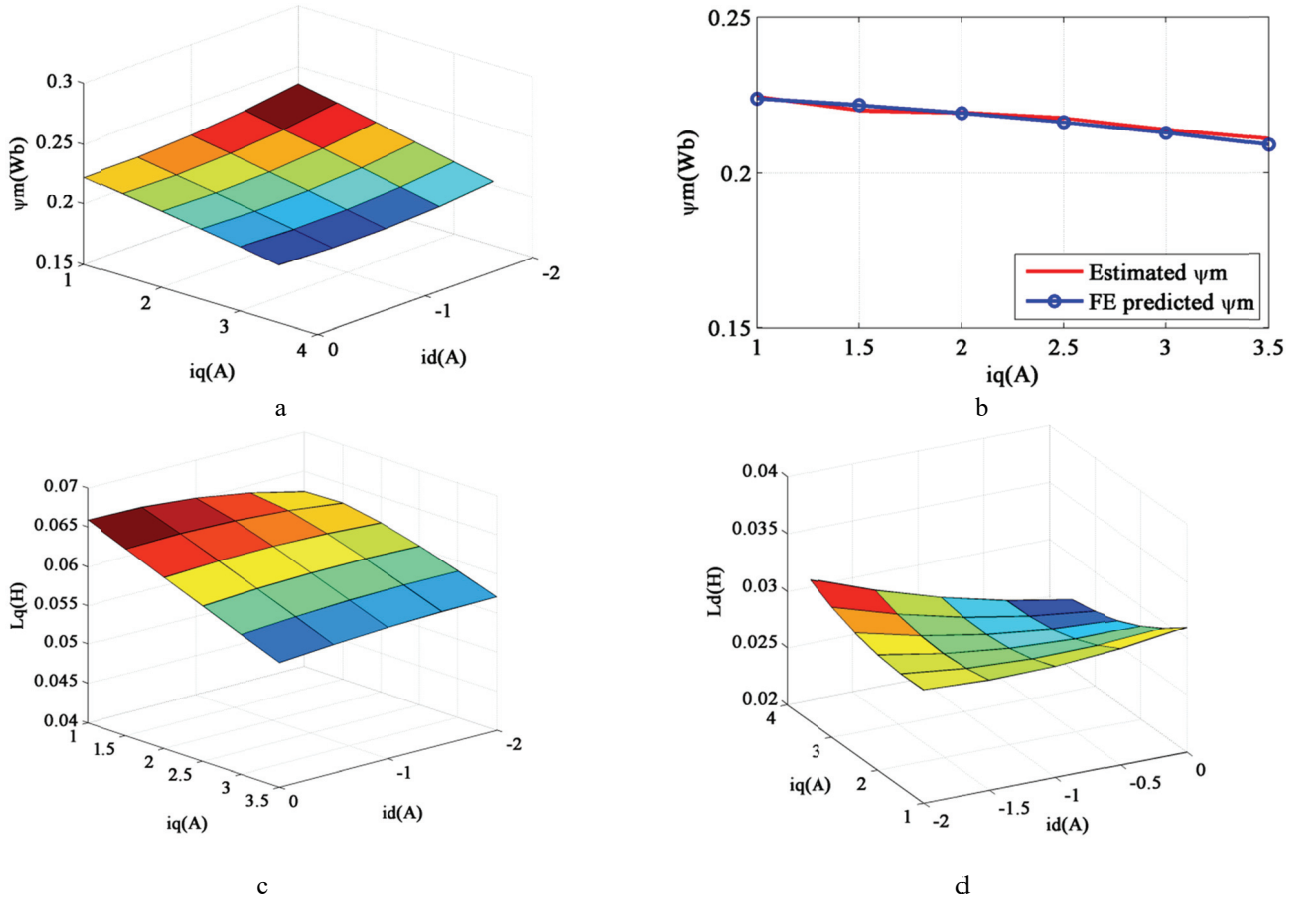 0.3
0.25
0.2
0.15
ψm(Wb)
1
2
3
4
iq(A)
0
-1
-2
id(A)
a
0.25
0.2
0.15
ψm(Wb)
Estimated ψm
FE predicted ψm
1 1.5 2 2.5 3 3.5
iq(A)
b
0.07
0.065
0.06
0.055
0.05
0.045
0.04
Lq(H)
1
1.5
2
2.5
3
3.5
iq(A)
0
-1
-2
id(A)
c
0.04
0.035
0.03
0.025
0.02
Ld(H)
4
3
2
1
iq(A)
-2
-1.5
-1
-0.5
0
id(A)
d